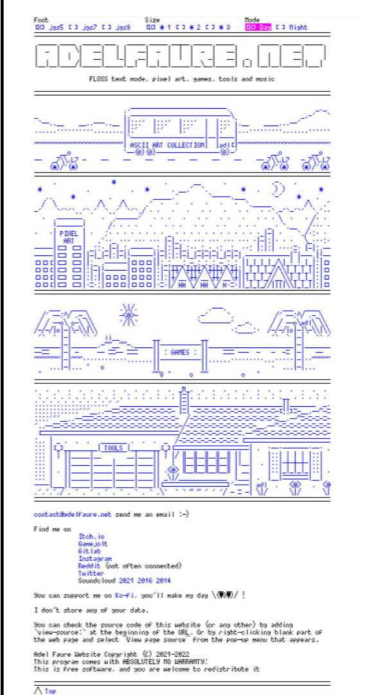 Font Size Mode
[X] jgs5 [ ] jgs7 [ ] jgs9 [X] * 1 [ ] * 2 [ ] * 3 [X] Day [ ] Night
ADELFAURE.NET
FLOSS text mode, pixel art, games, tools and music
ASCII ART COLLECTION
PIXEL
ART
: GAMES :
[TOOLS]
contact@adelfaure.net send me an email :-)
Find me on
Itch.io
Gamejolt
Gitlab
Instagram
Reddit (not often connected)
Twitter
Soundcloud 2021 2016 2014
You can support me on Ko-fi, you'll make my day \(♥:♥)/ !
I don't store any of your data.
You can check the source code of this website (or any other) by adding
`view-source:` at the beginning of the URL. Or by right-clicking blank part of
the web page and select `View page source` from the pop-up menu that appears.
Adel Faure Website Copyright (C) 2021-2022
This program comes with ABSOLUTELY NO WARRANTY;
This is free software, and you are welcome to redistribute it
/\ Top